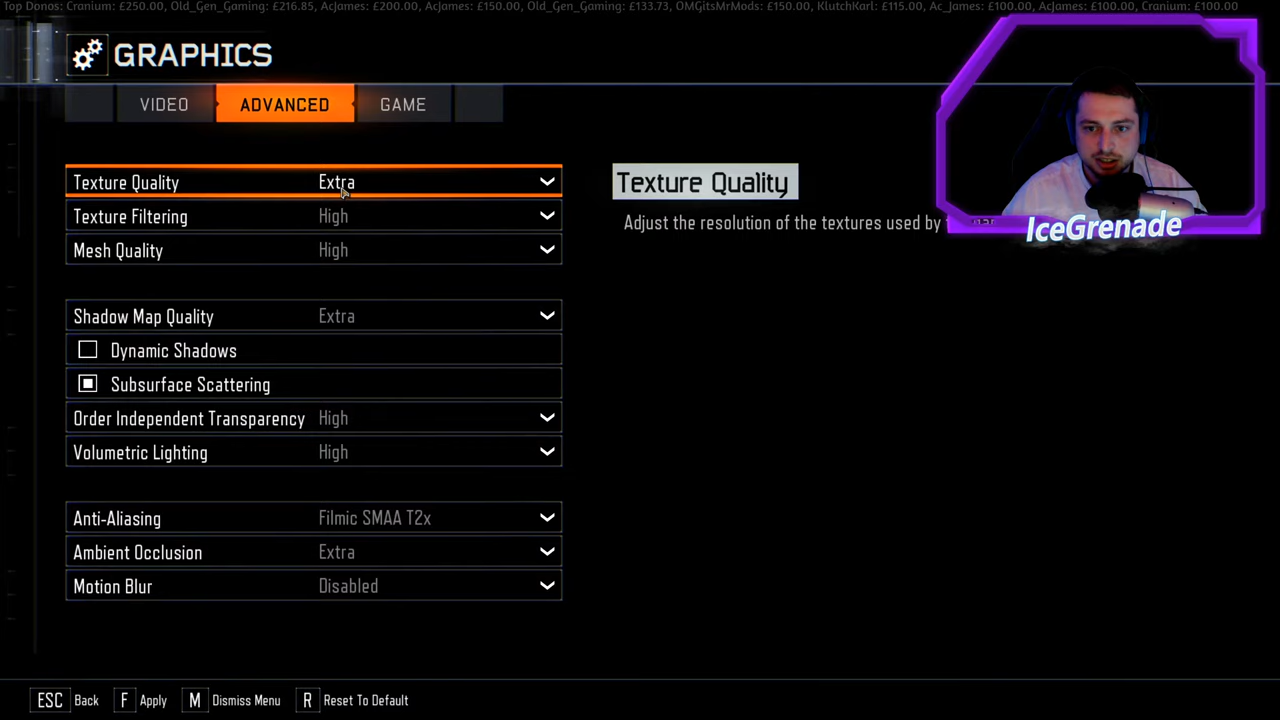 Top Donos: Cranium: £250.00, Old_Gen_Gaming: £216.85, AcJames: £200.00, AcJames: £150.00, Old_Gen_Gaming: £133.73, OMGitsMrMods: £150.00, KlutchKarl: £115.00, Ac_James: £100.00, AcJames: £100.00, Cranium: £100.00
GRAPHICS
VIDEO ADVANCED GAME
Texture Quality Extra
Texture Filtering High
Mesh Quality High
Shadow Map Quality Extra
Dynamic Shadows
Subsurface Scattering
Order Independent Transparency High
Volumetric Lighting High
Anti-Aliasing Filmic SMAA T2x
Ambient Occlusion Extra
Motion Blur Disabled
Texture Quality
Adjust the resolution of the textures used by
IceGrenade
ESC Back F Apply M Dismiss Menu R Reset To Default